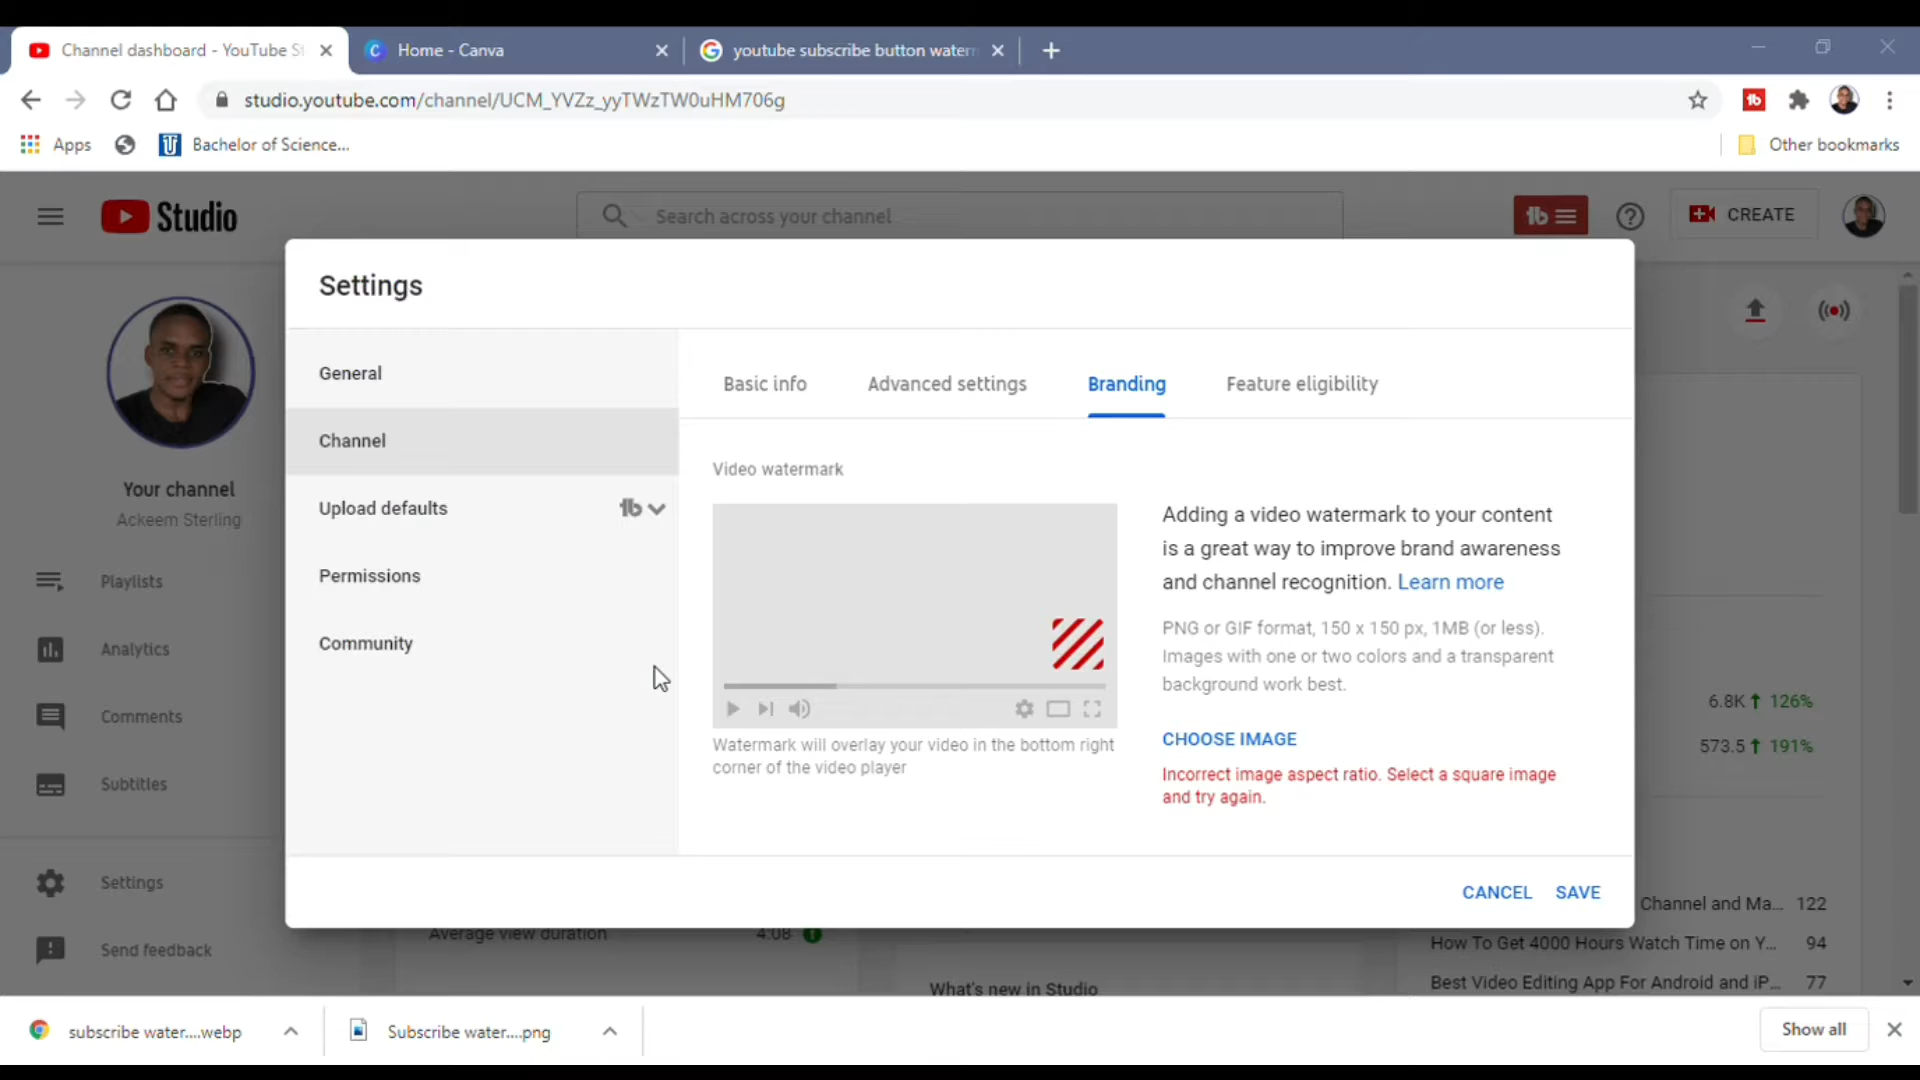 Channel dashboard - YouTube St
Home - Canva
youtube subscribe button watern
studio.youtube.com/channel/UCM_YVZz_yyTWzTW0uHM706g
Apps
Bachelor of Science...
Other bookmarks
Studio
Search across your channel
CREATE
Settings
General
Channel
Upload defaults
Permissions
Community
Basic info
Advanced settings
Branding
Feature eligibility
Your channel
Ackeem Sterling
Playlists
Analytics
Comments
Subtitles
Settings
Send feedback
Video watermark
Watermark will overlay your video in the bottom right
corner of the video player
Adding a video watermark to your content
is a great way to improve brand awareness
and channel recognition. Learn more
PNG or GIF format, 150 x 150 px, 1MB (or less).
Images with one or two colors and a transparent
background work best.
CHOOSE IMAGE
Incorrect image aspect ratio. Select a square image
and try again.
CANCEL
SAVE
6.8K 126%
573.5 191%
Channel and Ma... 122
How To Get 4000 Hours Watch Time on Y... 94
Best Video Editing App For Android and iP... 77
Average view duration 4:08
What's new in Studio
subscribe water....webp
Subscribe water....png
Show all